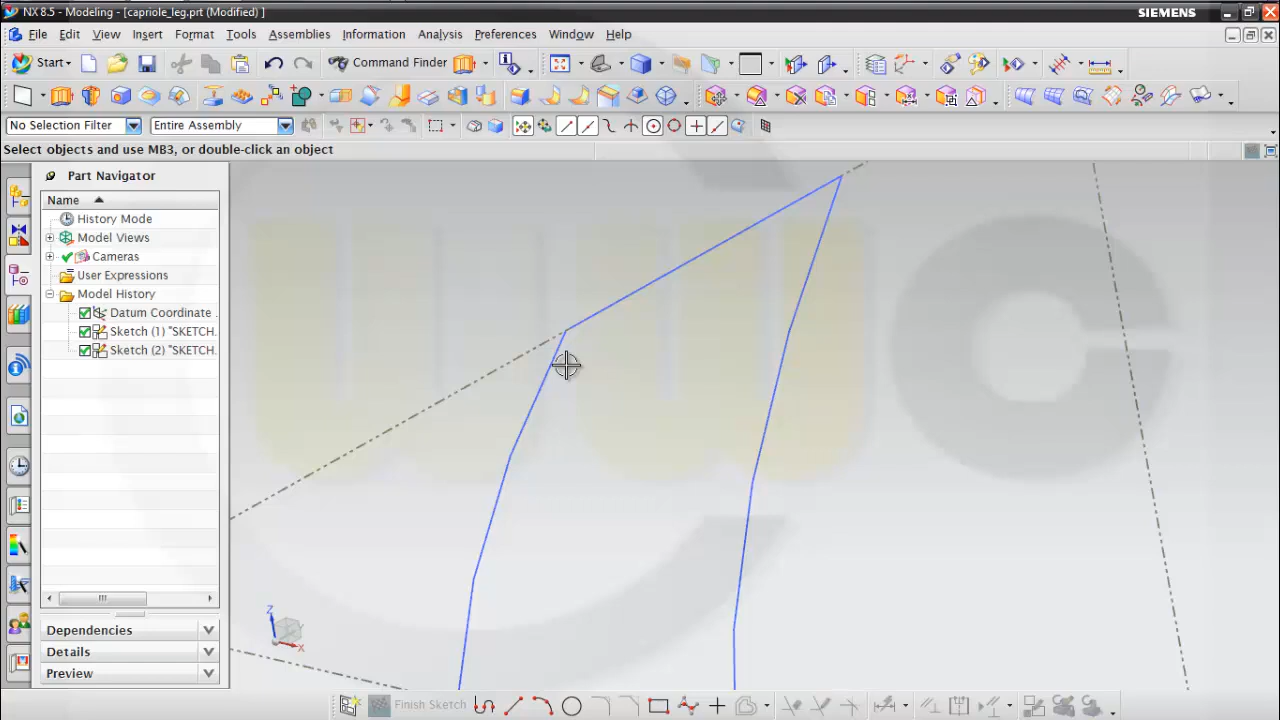 NX 8.5 - Modeling - [capriole_leg.prt (Modified) ]
SIEMENS
File Edit View Insert Format Tools Assemblies Information Analysis Preferences Window Help
Start Command Finder
No Selection Filter Entire Assembly
Select objects and use MB3, or double-click an object
Part Navigator
Name
History Mode
Model Views
Cameras
User Expressions
Model History
Datum Coordinate .
Sketch (1) "SKETCH.
Sketch (2) "SKETCH.
Z
X
Dependencies
Details
Preview
Finish Sketch